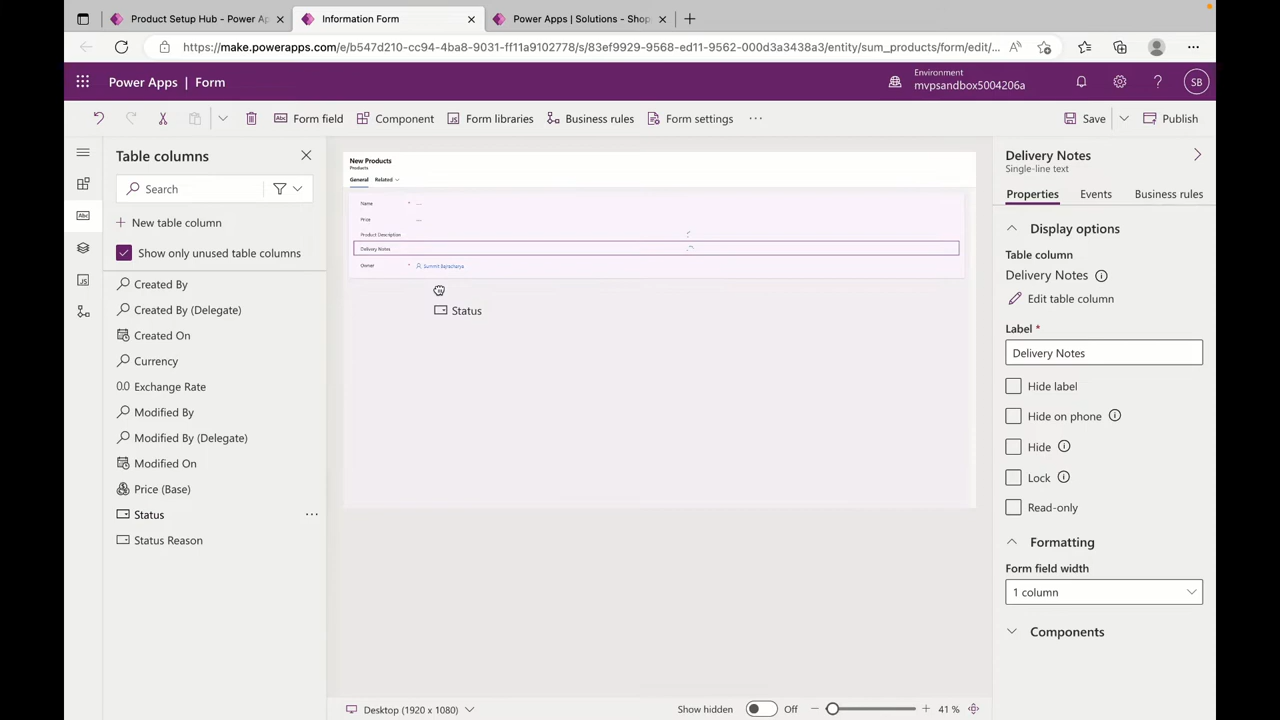 Product Setup Hub - Power Ap
Information Form
Power Apps | Solutions - Shop
https://make.powerapps.com/e/b547d210-cc94-4ba8-9031-ff11a9102778/s/83ef9929-9568-ed11-9562-000d3a3438a3/entity/sum_products/form/edit/...
Power Apps | Form
Environment
mvpsandbox5004206a
SB
Form field
Component
Form libraries
Business rules
Form settings
Save
Publish
Table columns
Search
New table column
Show only unused table columns
Created By
Created By (Delegate)
Created On
Currency
Exchange Rate
Modified By
Modified By (Delegate)
Modified On
Price (Base)
Status
Status Reason
New Products
Products
General Related
Name * ---
Price ---
Product Description
Delivery Notes
Owner * Summit Bajracharya
Status
Delivery Notes
Single-line text
Properties Events Business rules
Display options
Table column
Delivery Notes
Edit table column
Label *
Delivery Notes
Hide label
Hide on phone
Hide
Lock
Read-only
Formatting
Form field width
1 column
Components
Desktop (1920 x 1080)
Show hidden Off
41 %